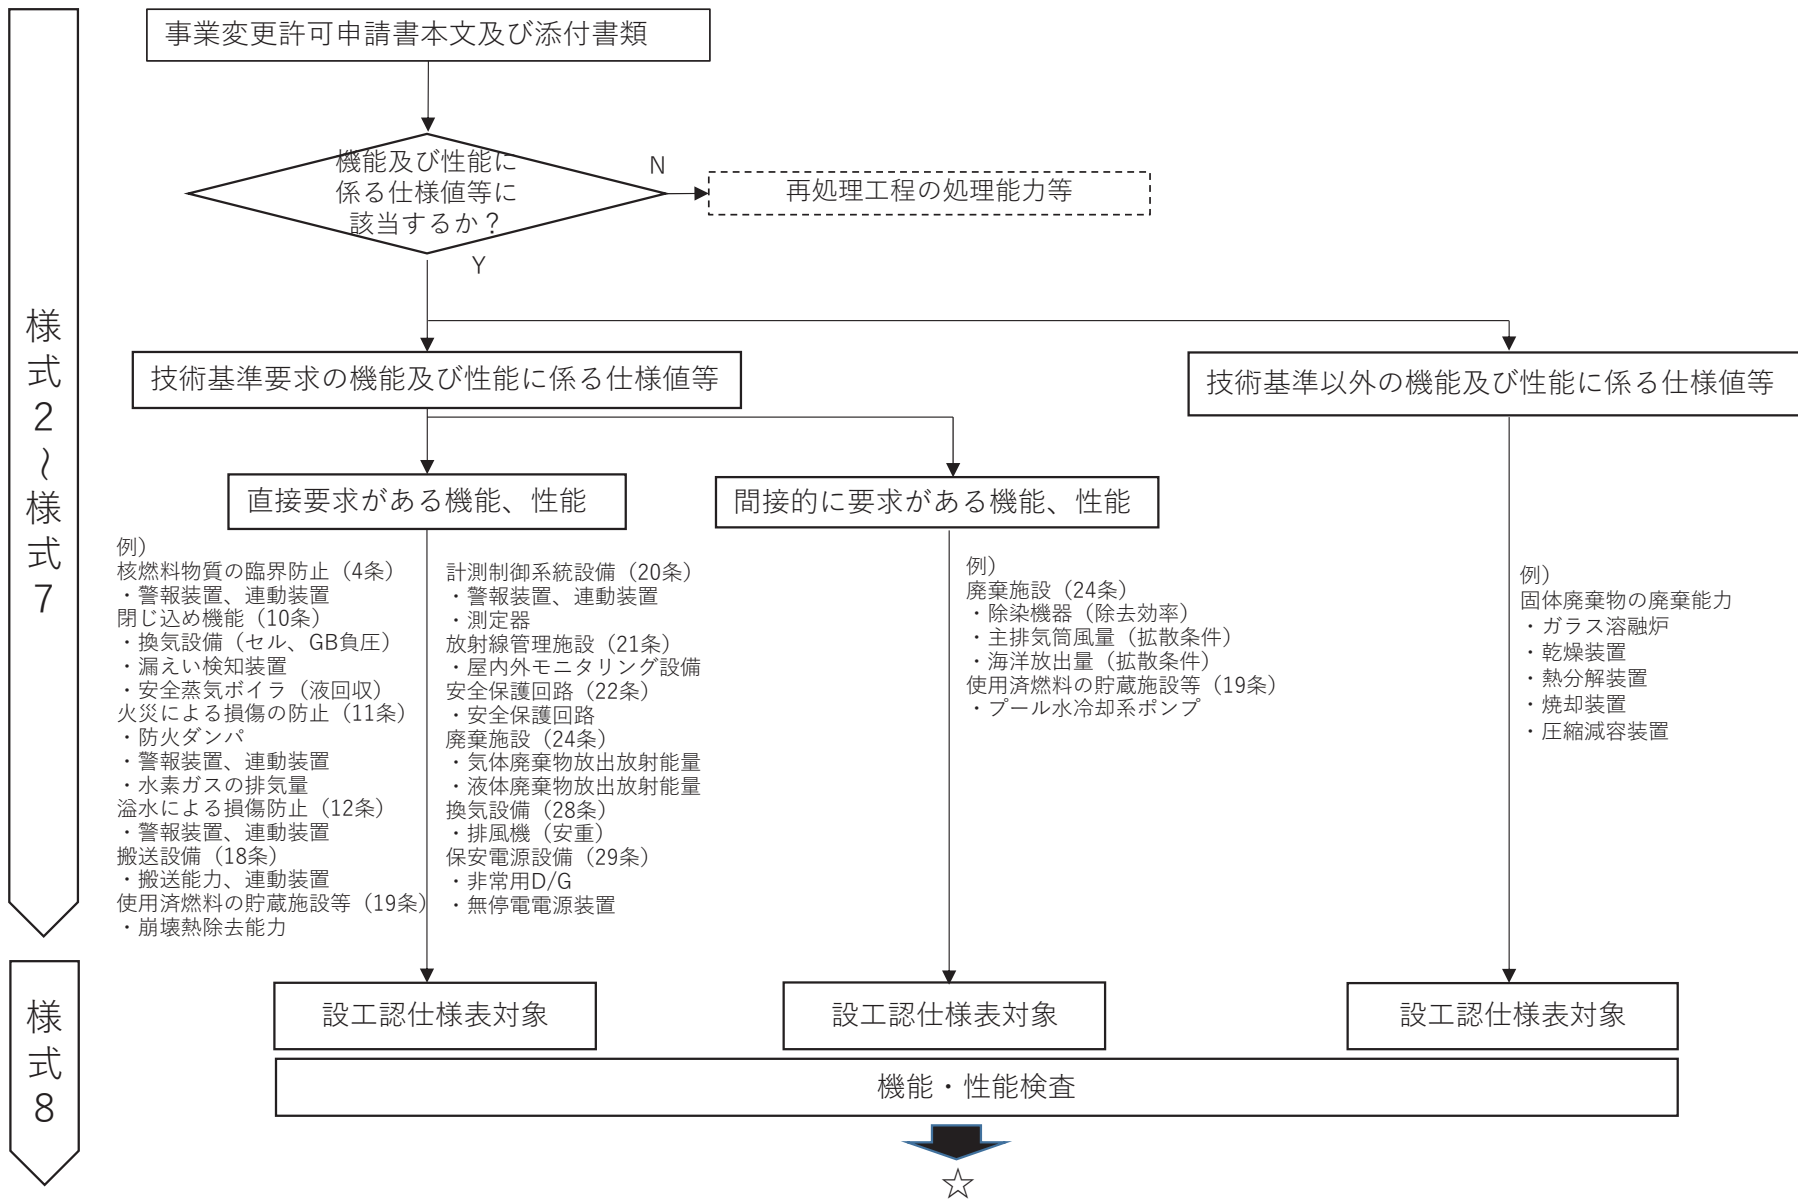 事業変更許可申請書本文及び添付書類
機能及び性能に
係る仕様値等に
該当するか？
N
再処理工程の処理能力等
Y
様式2～様式7
技術基準要求の機能及び性能に係る仕様値等
技術基準以外の機能及び性能に係る仕様値等
直接要求がある機能、性能
間接的に要求がある機能、性能
例）
核燃料物質の臨界防止（4条）
・警報装置、連動装置
閉じ込め機能（10条）
・換気設備（セル、GB負圧）
・漏えい検知装置
・安全蒸気ボイラ（液回収）
火災による損傷の防止（11条）
・防火ダンパ
・警報装置、連動装置
・水素ガスの排気量
溢水による損傷防止（12条）
・警報装置、連動装置
搬送設備（18条）
・搬送能力、連動装置
使用済燃料の貯蔵施設等（19条）
・崩壊熱除去能力
計測制御系統設備（20条）
・警報装置、連動装置
・測定器
放射線管理施設（21条）
・屋内外モニタリング設備
安全保護回路（22条）
・安全保護回路
廃棄施設（24条）
・気体廃棄物放出放射能量
・液体廃棄物放出放射能量
換気設備（28条）
・排風機（安重）
保安電源設備（29条）
・非常用D/G
・無停電電源装置
例）
廃棄施設（24条）
・除染機器（除去効率）
・主排気筒風量（拡散条件）
・海洋放出量（拡散条件）
使用済燃料の貯蔵施設等（19条）
・プール水冷却系ポンプ
例）
固体廃棄物の廃棄能力
・ガラス溶融炉
・乾燥装置
・熱分解装置
・焼却装置
・圧縮減容装置
様式8
設工認仕様表対象
設工認仕様表対象
設工認仕様表対象
機能・性能検査
☆